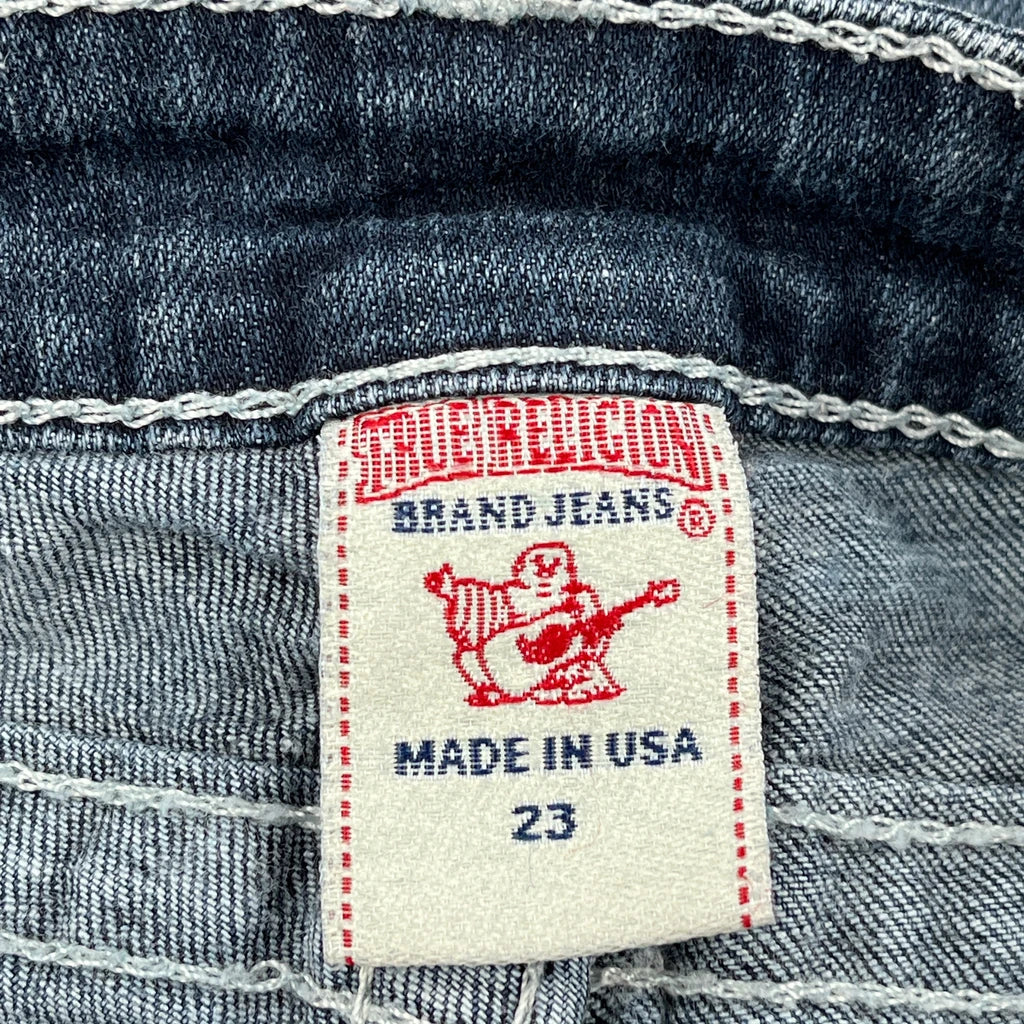 TRUE RELIGION
BRAND JEANS ®
MADE IN USA
23